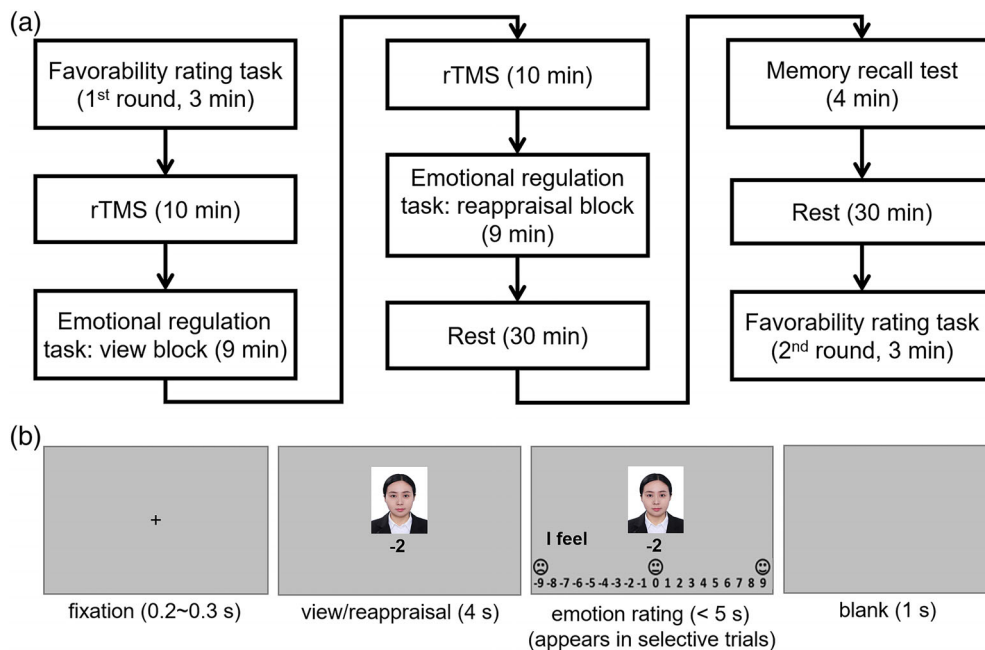 (a)
Favorability rating task
(1st round, 3 min)
rTMS (10 min)
Emotional regulation
task: view block (9 min)
rTMS (10 min)
Emotional regulation
task: reappraisal block
(9 min)
Rest (30 min)
Memory recall test
(4 min)
Rest (30 min)
Favorability rating task
(2nd round, 3 min)
(b)
+
fixation (0.2~0.3 s)
-2
view/reappraisal (4 s)
I feel
-2
-9 -8 -7 -6 -5 -4 -3 -2 -1 0 1 2 3 4 5 6 7 8 9
emotion rating (< 5 s)
(appears in selective trials)
blank (1 s)